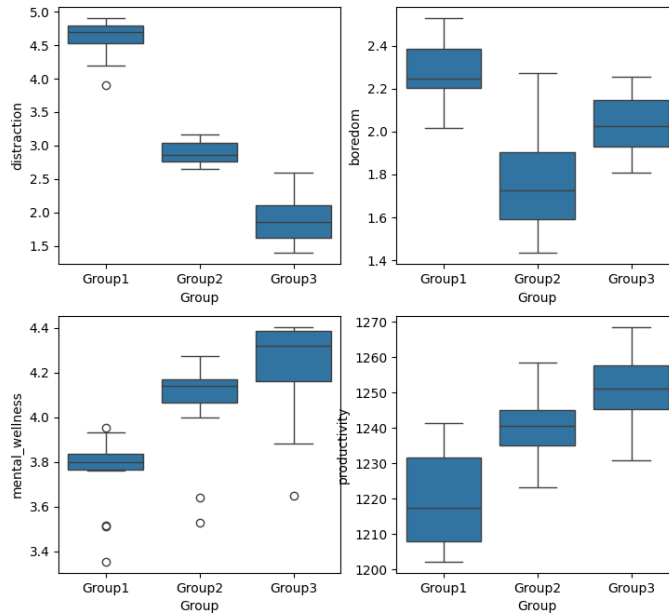 distraction
5.0
4.5
4.0
3.5
3.0
2.5
2.0
1.5
Group1 Group2 Group3
Group
boredom
2.4
2.2
2.0
1.8
1.6
1.4
Group1 Group2 Group3
Group
mental_wellness
4.4
4.2
4.0
3.8
3.6
3.4
Group1 Group2 Group3
Group
productivity
1270
1260
1250
1240
1230
1220
1210
1200
Group1 Group2 Group3
Group